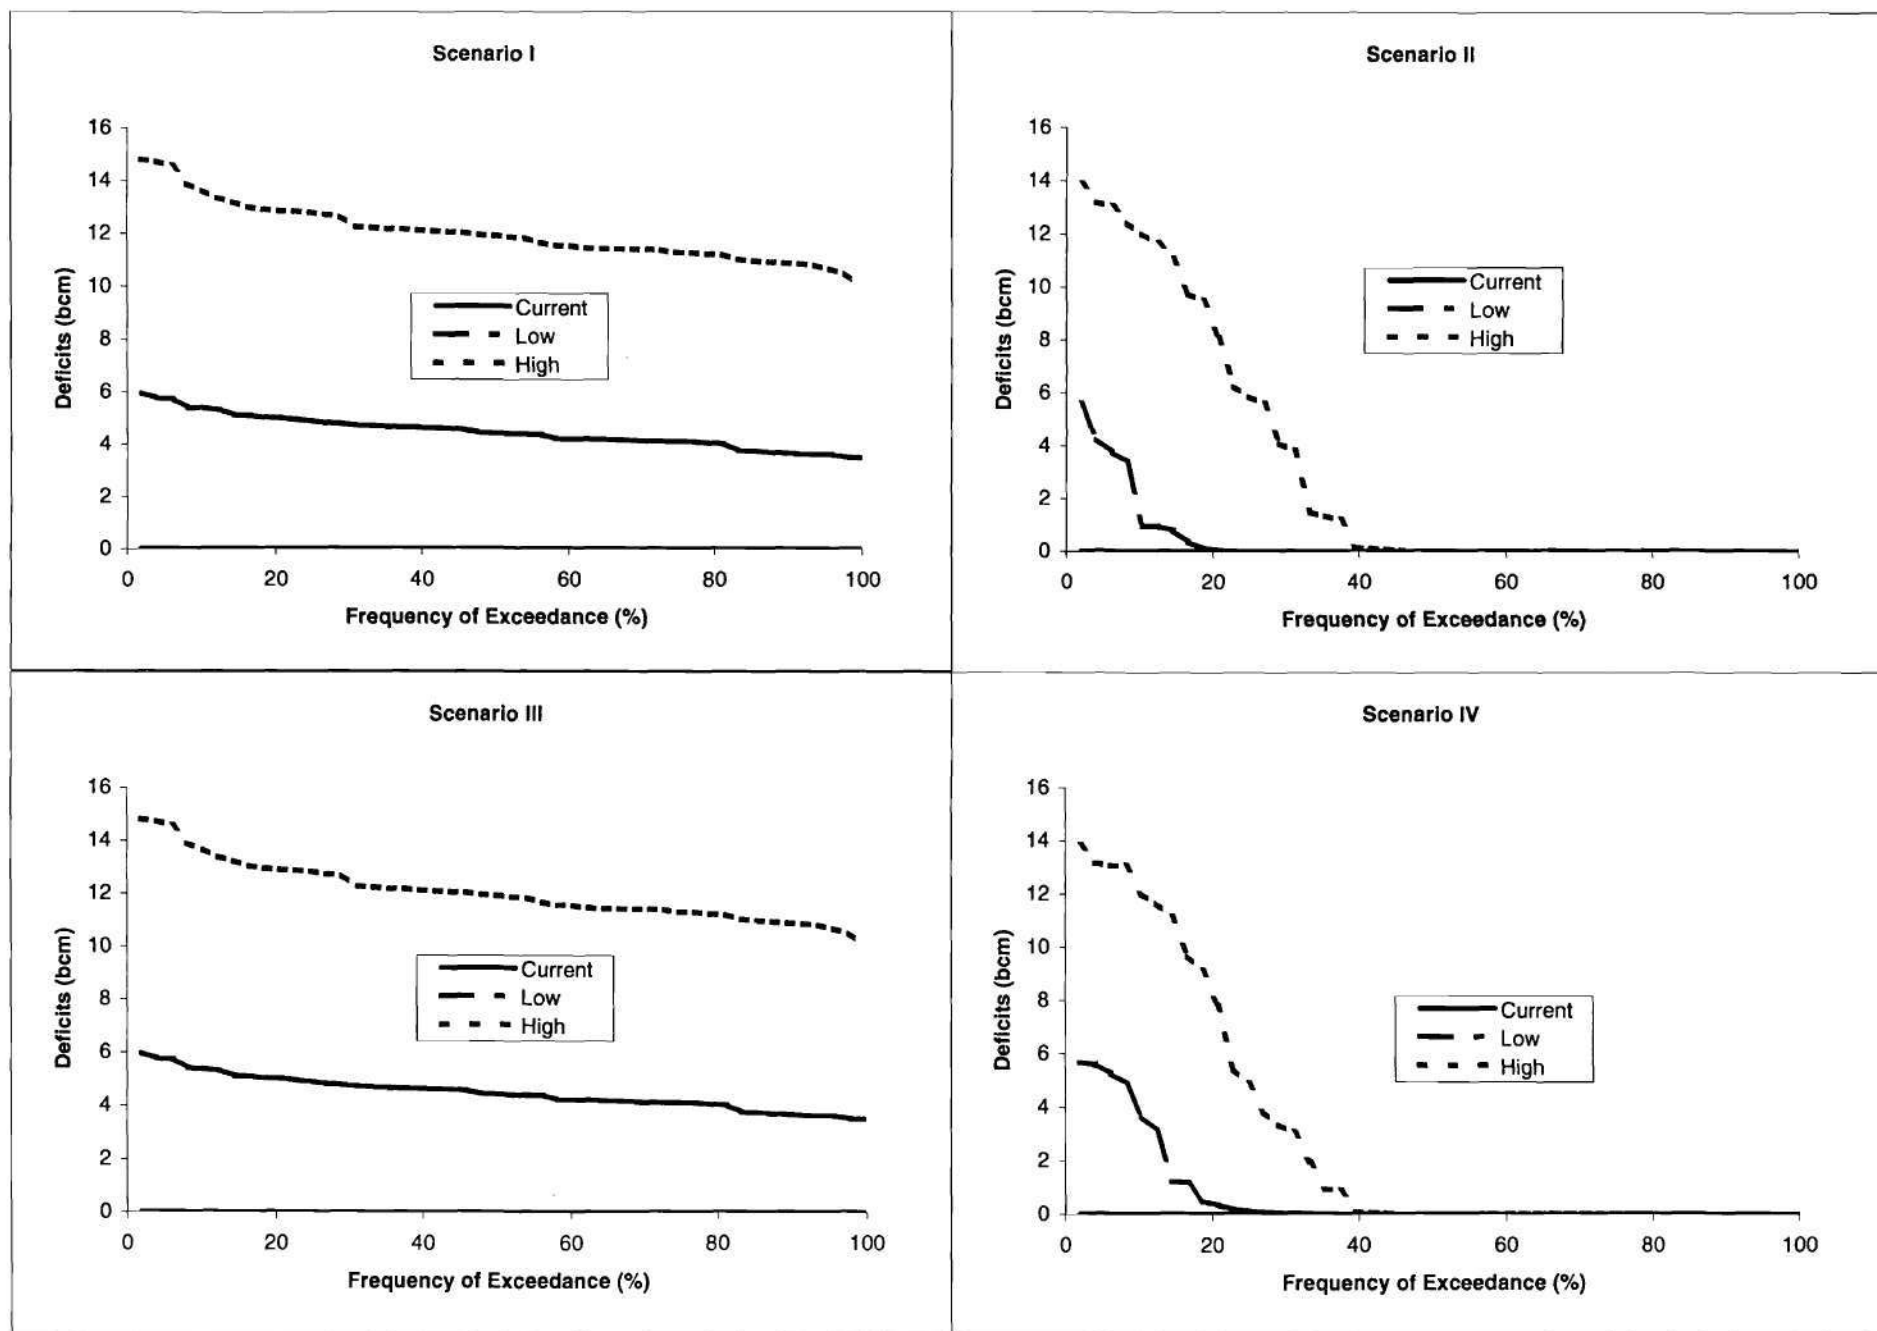 Scenario I
16
14
12
10
8
6
4
2
0
Deficits (bcm)
Current
Low
High
0 20 40 60 80 100
Frequency of Exceedance (%)
Scenario II
16
14
12
10
8
6
4
2
0
Deficits (bcm)
Current
Low
High
0 20 40 60 80 100
Frequency of Exceedance (%)
Scenario III
16
14
12
10
8
6
4
2
0
Deficits (bcm)
Current
Low
High
0 20 40 60 80 100
Frequency of Exceedance (%)
Scenario IV
16
14
12
10
8
6
4
2
0
Deficits (bcm)
Current
Low
High
0 20 40 60 80 100
Frequency of Exceedance (%)